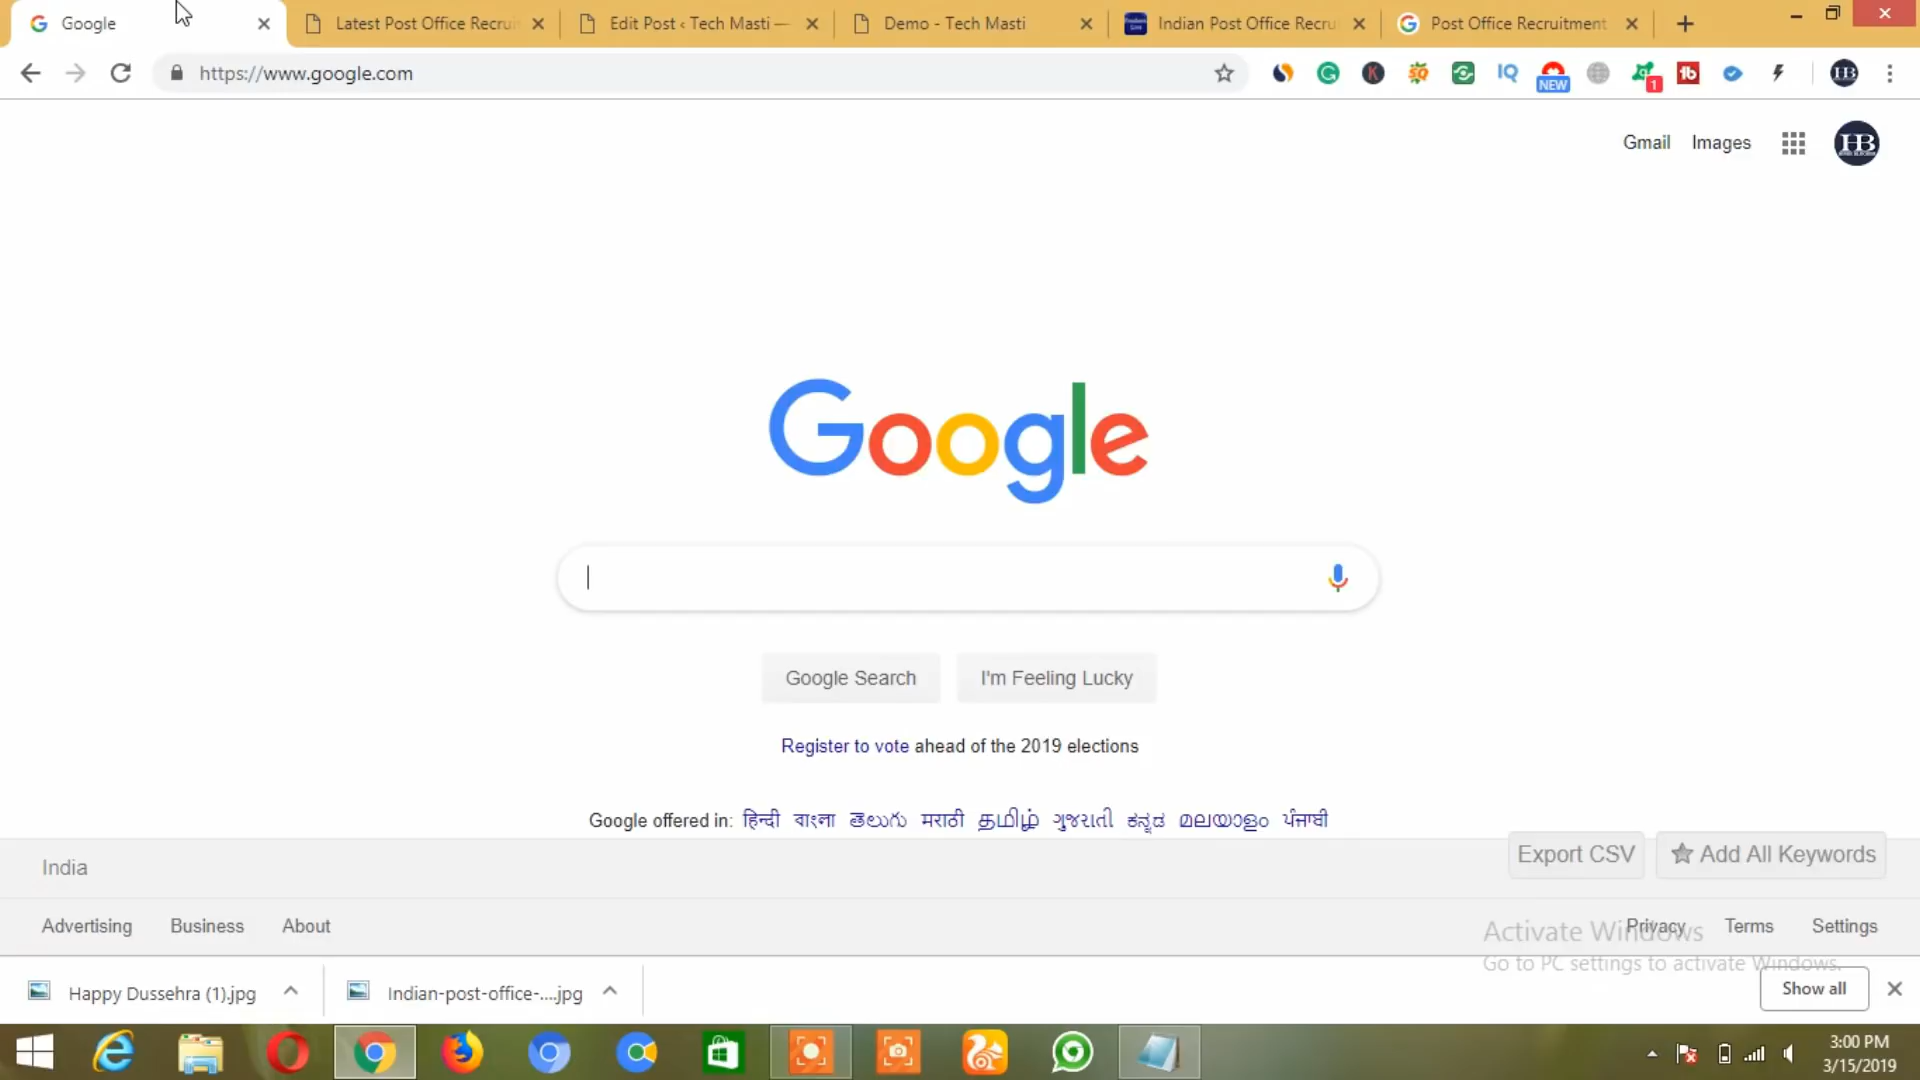 Google
Latest Post Office Recrui
Edit Post ‹ Tech Masti —
Demo - Tech Masti
Indian Post Office Recru
Post Office Recruitment
https://www.google.com
NEW
1
HB
Gmail
Images
HB
Google
Google Search
I'm Feeling Lucky
Register to vote ahead of the 2019 elections
Google offered in: हिन्दी বাংলা తెలుగు मराठी தமிழ் ગુજરાતી ಕನ್ನಡ മലയാളം ਪੰਜਾਬੀ
India
Export CSV
Add All Keywords
Advertising
Business
About
Privacy
Terms
Settings
Activate Windows
Go to PC settings to activate Windows.
Happy Dussehra (1).jpg
Indian-post-office-....jpg
Show all
3:00 PM
3/15/2019